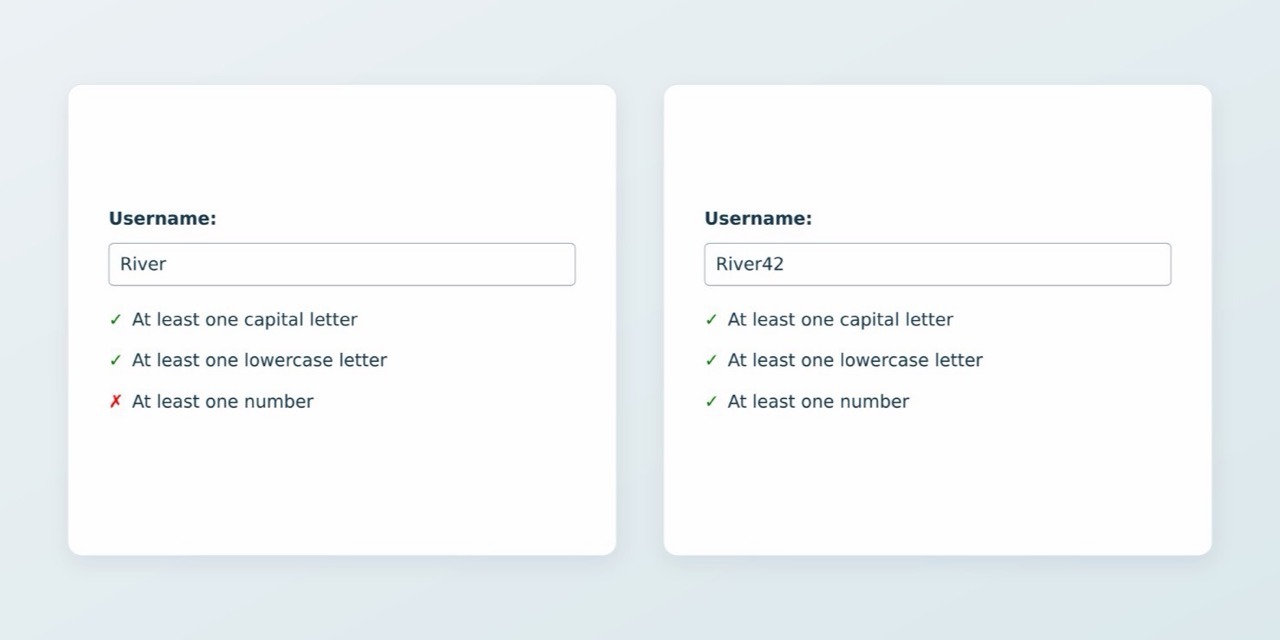 Username:
River
✓ At least one capital letter
✓ At least one lowercase letter
✗ At least one number
Username:
River42
✓ At least one capital letter
✓ At least one lowercase letter
✓ At least one number